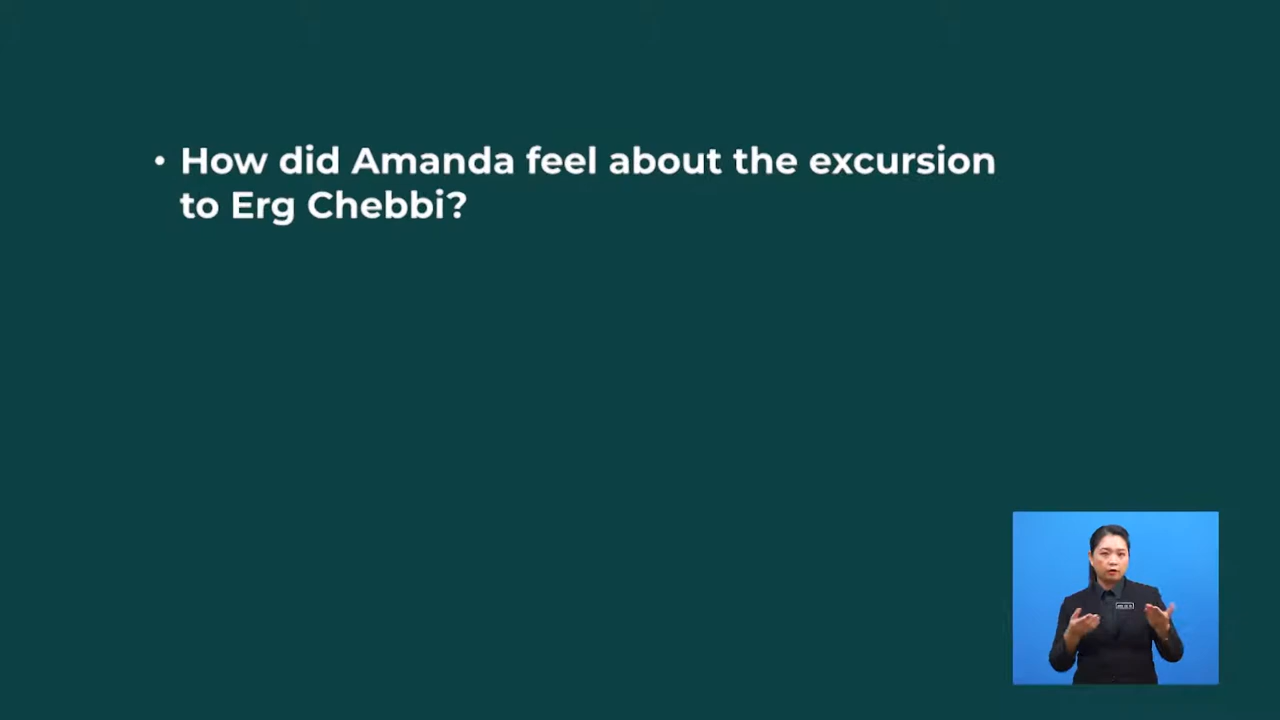 • How did Amanda feel about the excursion
to Erg Chebbi?